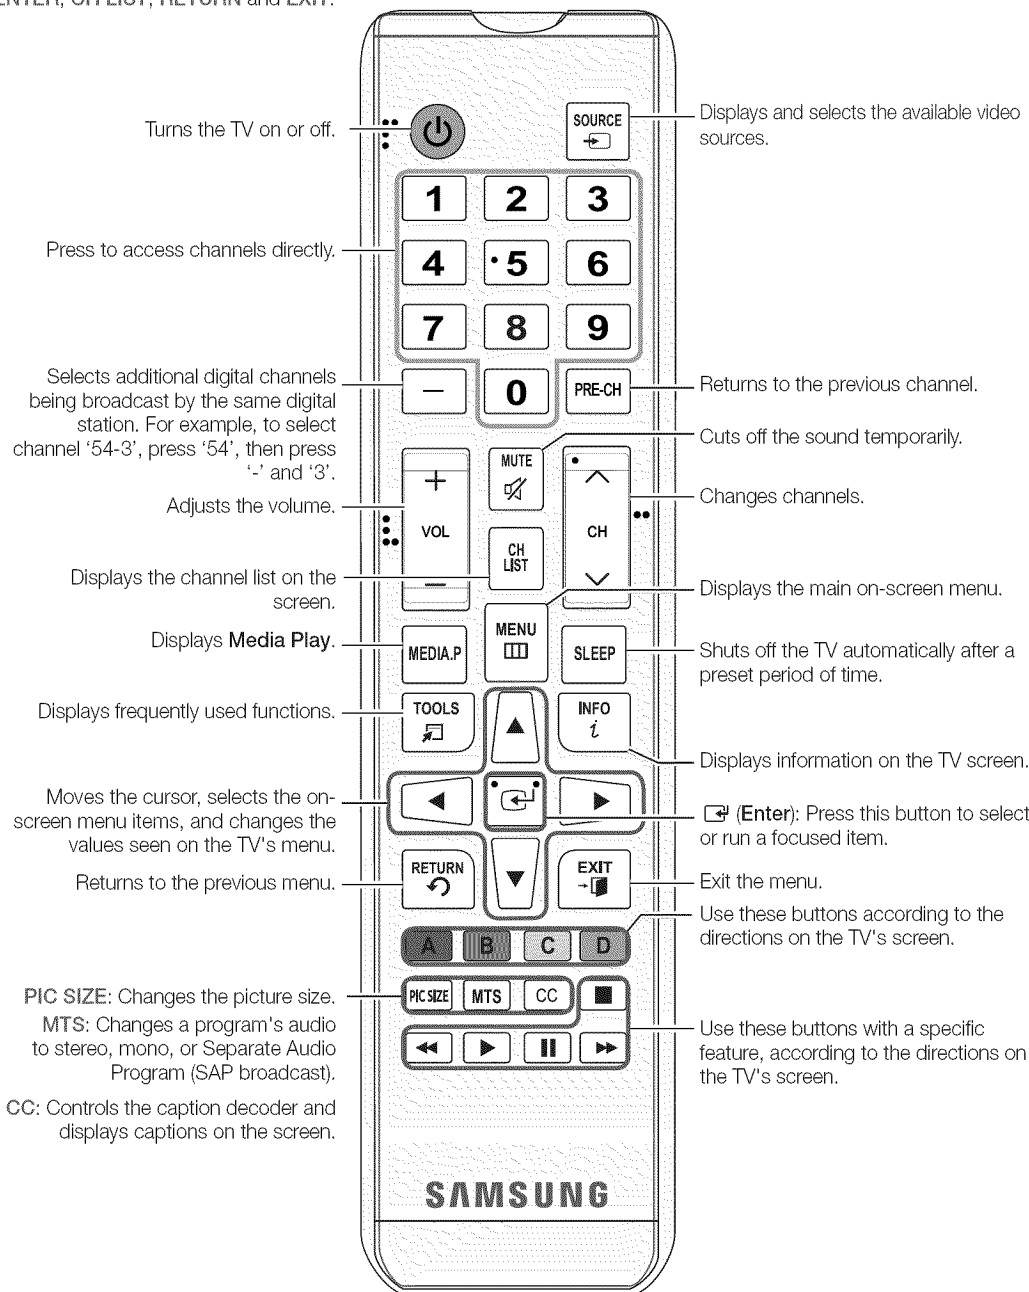 CH LIST, RETURN and EXIT.
Turns the TV on or off.
SOURCE
Displays and selects the available video
sources.
1 2 3
Press to access channels directly.
4 5 6
7 8 9
Selects additional digital channels
being broadcast by the same digital
station. For example, to select
channel ‘54-3’, press ‘54’, then press
‘-’ and ‘3’.
— 0 PRE-CH
Returns to the previous channel.
Cuts off the sound temporarily.
MUTE
+
Changes channels.
Adjusts the volume.
VOL
CH
CH
LIST
–
Displays the channel list on the
screen.
Displays the main on-screen menu.
MENU
Displays Media Play.
MEDIA.P
SLEEP
Shuts off the TV automatically after a
preset period of time.
Displays frequently used functions.
TOOLS
INFO
i
Displays information on the TV screen.
Moves the cursor, selects the on-
screen menu items, and changes the
values seen on the TV's menu.
(Enter): Press this button to select
or run a focused item.
Returns to the previous menu.
RETURN
EXIT
Exit the menu.
A B C D
Use these buttons according to the
directions on the TV's screen.
PIC SIZE: Changes the picture size.
MTS: Changes a program's audio
to stereo, mono, or Separate Audio
Program (SAP broadcast).
CC: Controls the caption decoder and
displays captions on the screen.
PIC SIZE MTS CC
Use these buttons with a specific
feature, according to the directions on
the TV's screen.
SAMSUNG